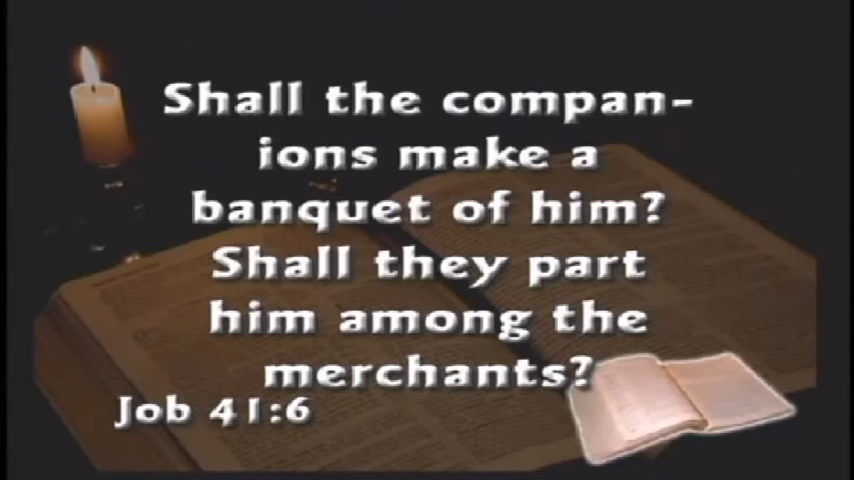 Shall the compan-
ions make a
banquet of him?
Shall they part
him among the
merchants?
Job 41:6